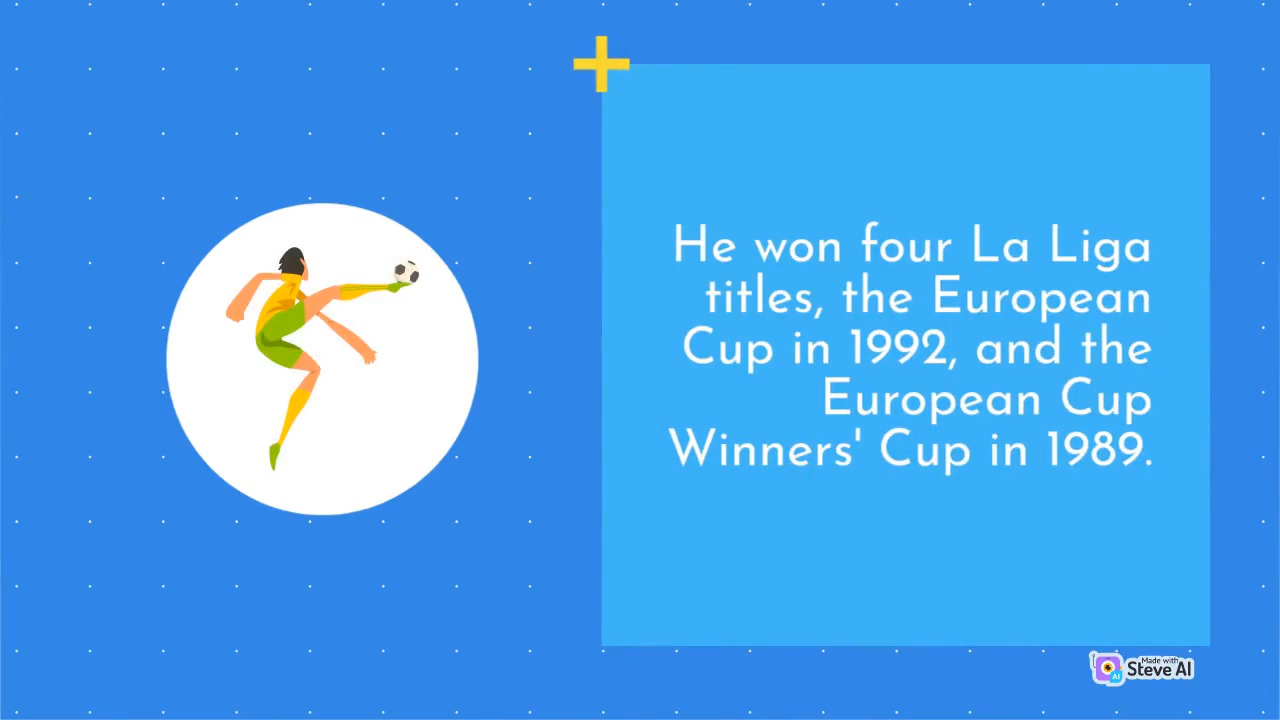 He won four La Liga
titles, the European
Cup in 1992, and the
European Cup
Winners' Cup in 1989.
Made with
Steve AI
AI